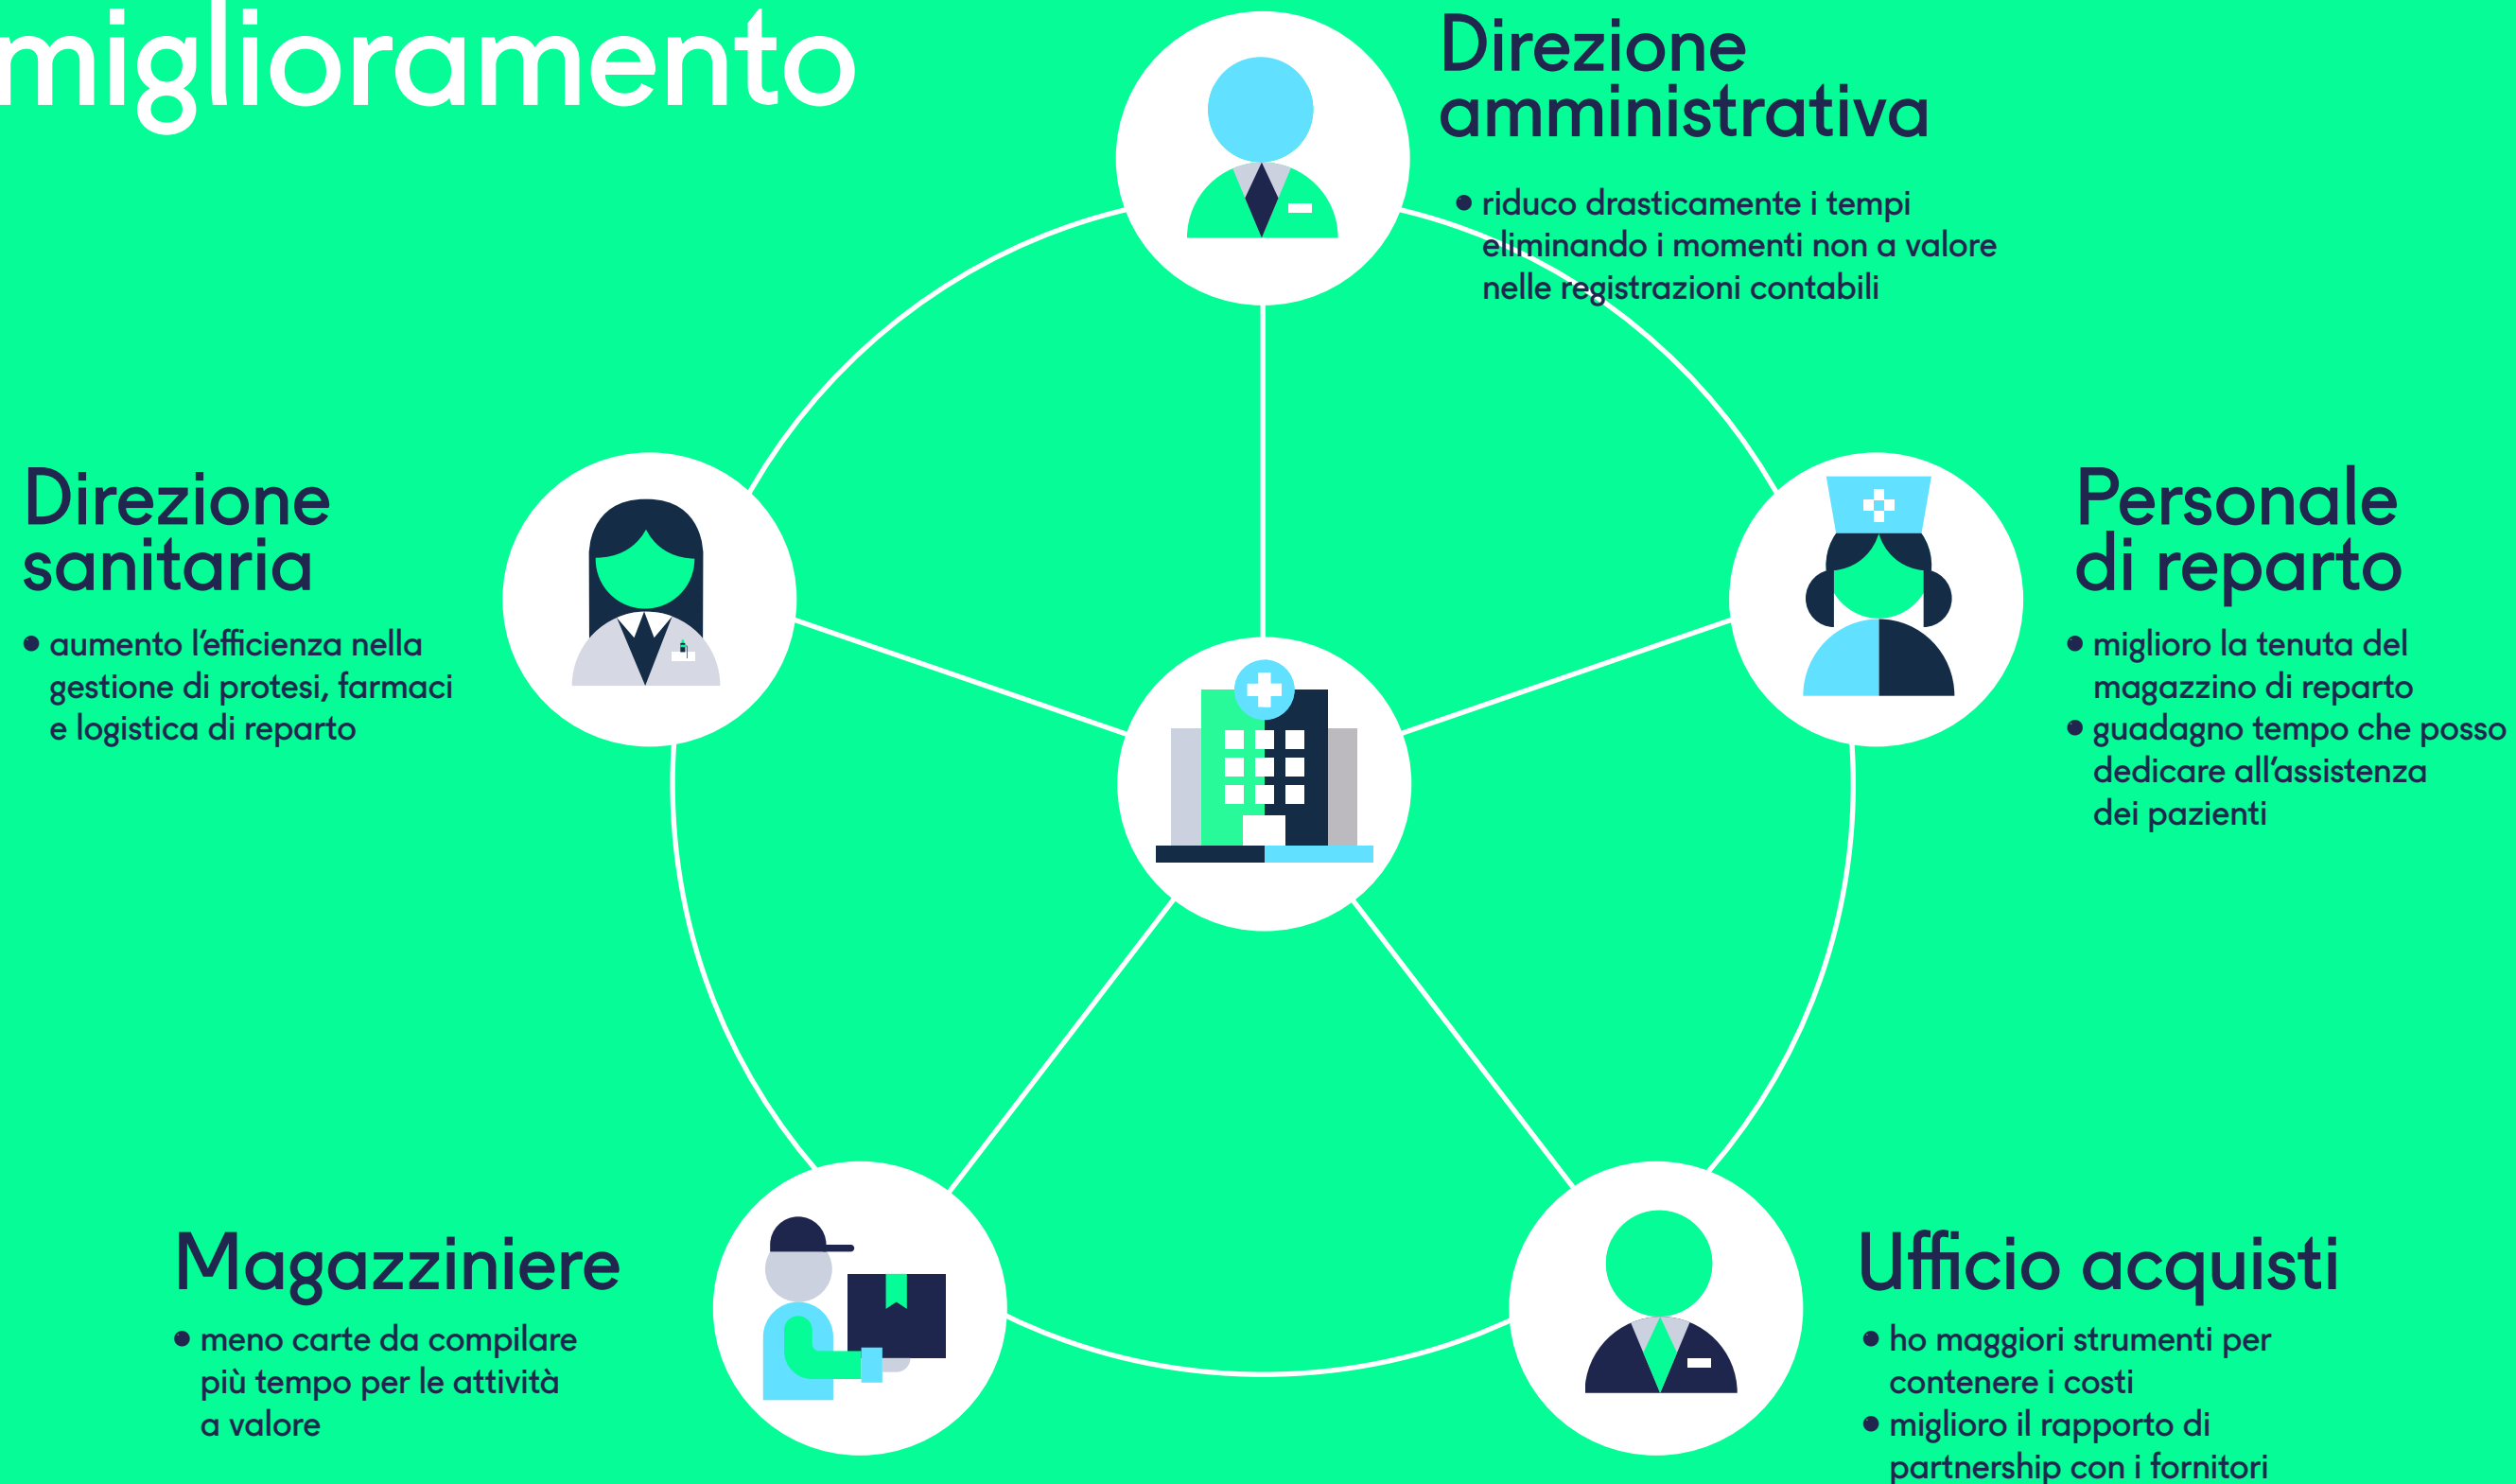 miglioramento
Direzione
amministrativa
• riduco drasticamente i tempi
eliminando i momenti non a valore
nelle registrazioni contabili
Direzione
sanitaria
• aumento l’efficienza nella
gestione di protesi, farmaci
e logistica di reparto
Personale
di reparto
• miglioro la tenuta del
magazzino di reparto
• guadagno tempo che posso
dedicare all’assistenza
dei pazienti
Magazziniere
• meno carte da compilare
più tempo per le attività
a valore
Ufficio acquisti
• ho maggiori strumenti per
contenere i costi
• miglioro il rapporto di
partnership con i fornitori